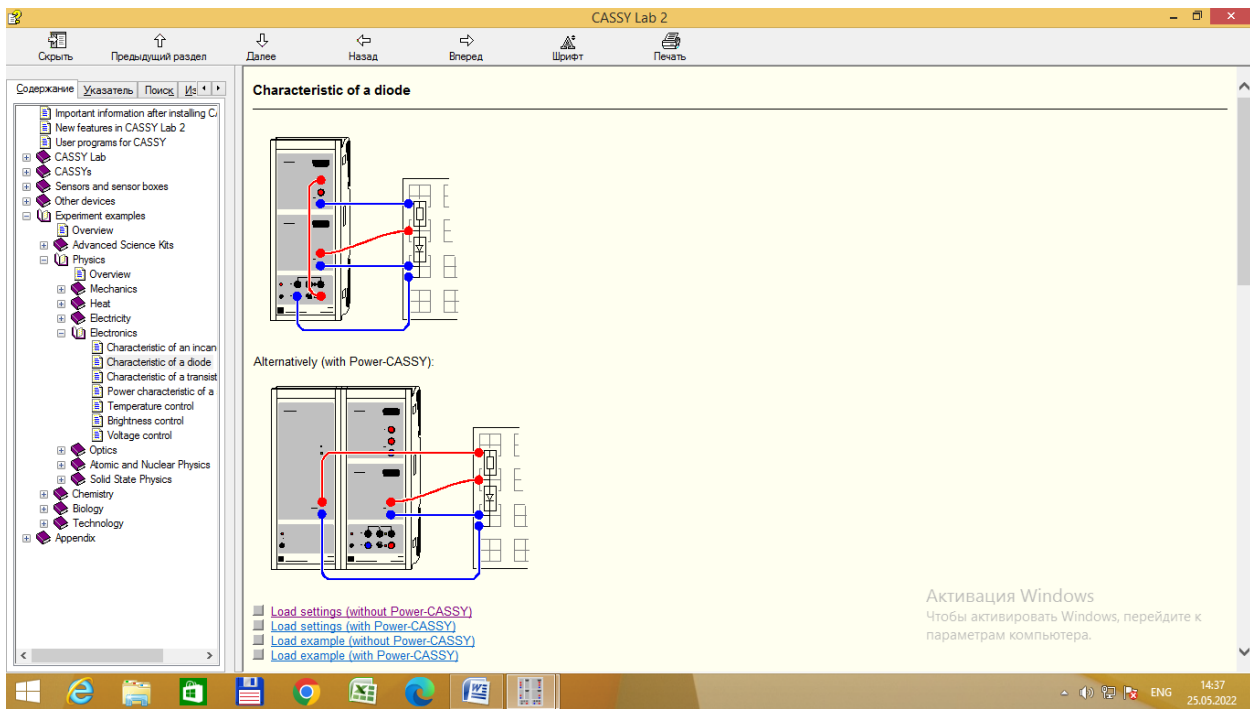 CASSY Lab 2
Скрыть
Предыдущий раздел
Далее
Назад
Вперед
Шрифт
Печать
Содержание
Указатель
Поиск
Из
Important information after installing CA
New features in CASSY Lab 2
User programs for CASSY
CASSY Lab
CASSYs
Sensors and sensor boxes
Other devices
Experiment examples
Overview
Advanced Science Kits
Physics
Overview
Mechanics
Heat
Electricity
Electronics
Characteristic of an incan
Characteristic of a diode
Characteristic of a transist
Power characteristic of a
Temperature control
Brightness control
Voltage control
Optics
Atomic and Nuclear Physics
Solid State Physics
Chemistry
Biology
Technology
Appendix
Characteristic of a diode
Alternatively (with Power-CASSY):
Load settings (without Power-CASSY)
Load settings (with Power-CASSY)
Load example (without Power-CASSY)
Load example (with Power-CASSY)
Активация Windows
Чтобы активировать Windows, перейдите к
параметрам компьютера.
ENG
14:37
25.05.2022